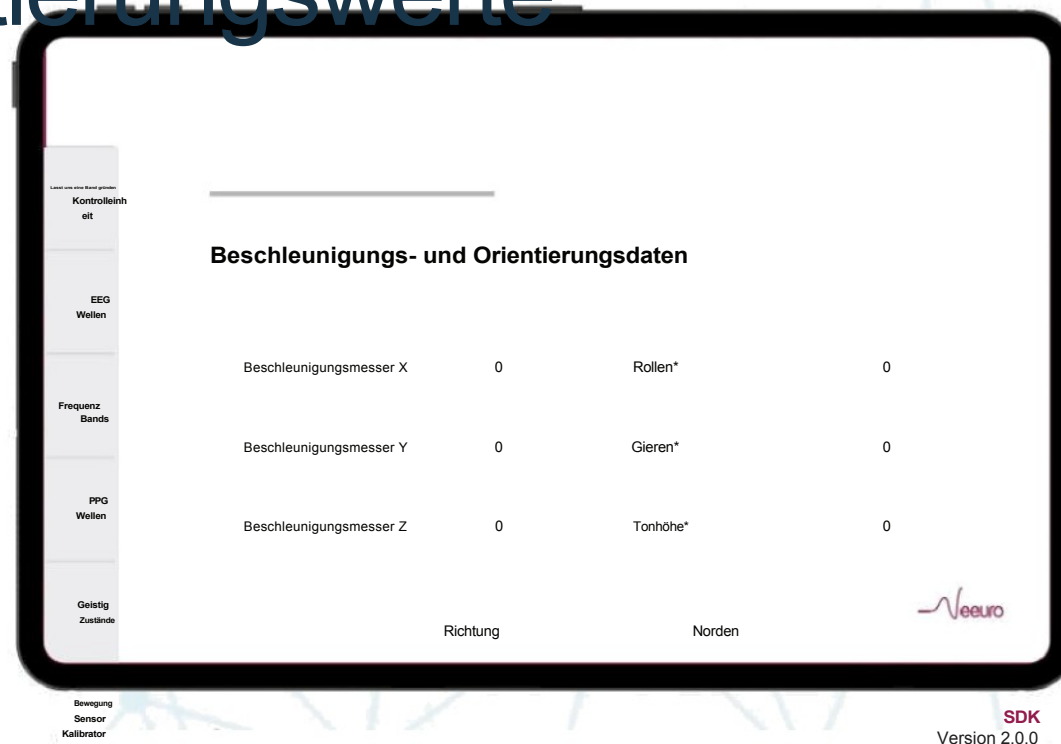 ierungswerte
Lasst uns eine Band gründen
Kontrolleinh
eit
EEG
Wellen
Frequenz
Bands
PPG
Wellen
Geistig
Zustände
Bewegung
Sensor
Kalibrator
Beschleunigungs- und Orientierungsdaten
Beschleunigungsmesser X 0 Rollen* 0
Beschleunigungsmesser Y 0 Gieren* 0
Beschleunigungsmesser Z 0 Tonhöhe* 0
Richtung Norden
Neeuro
SDK
Version 2.0.0